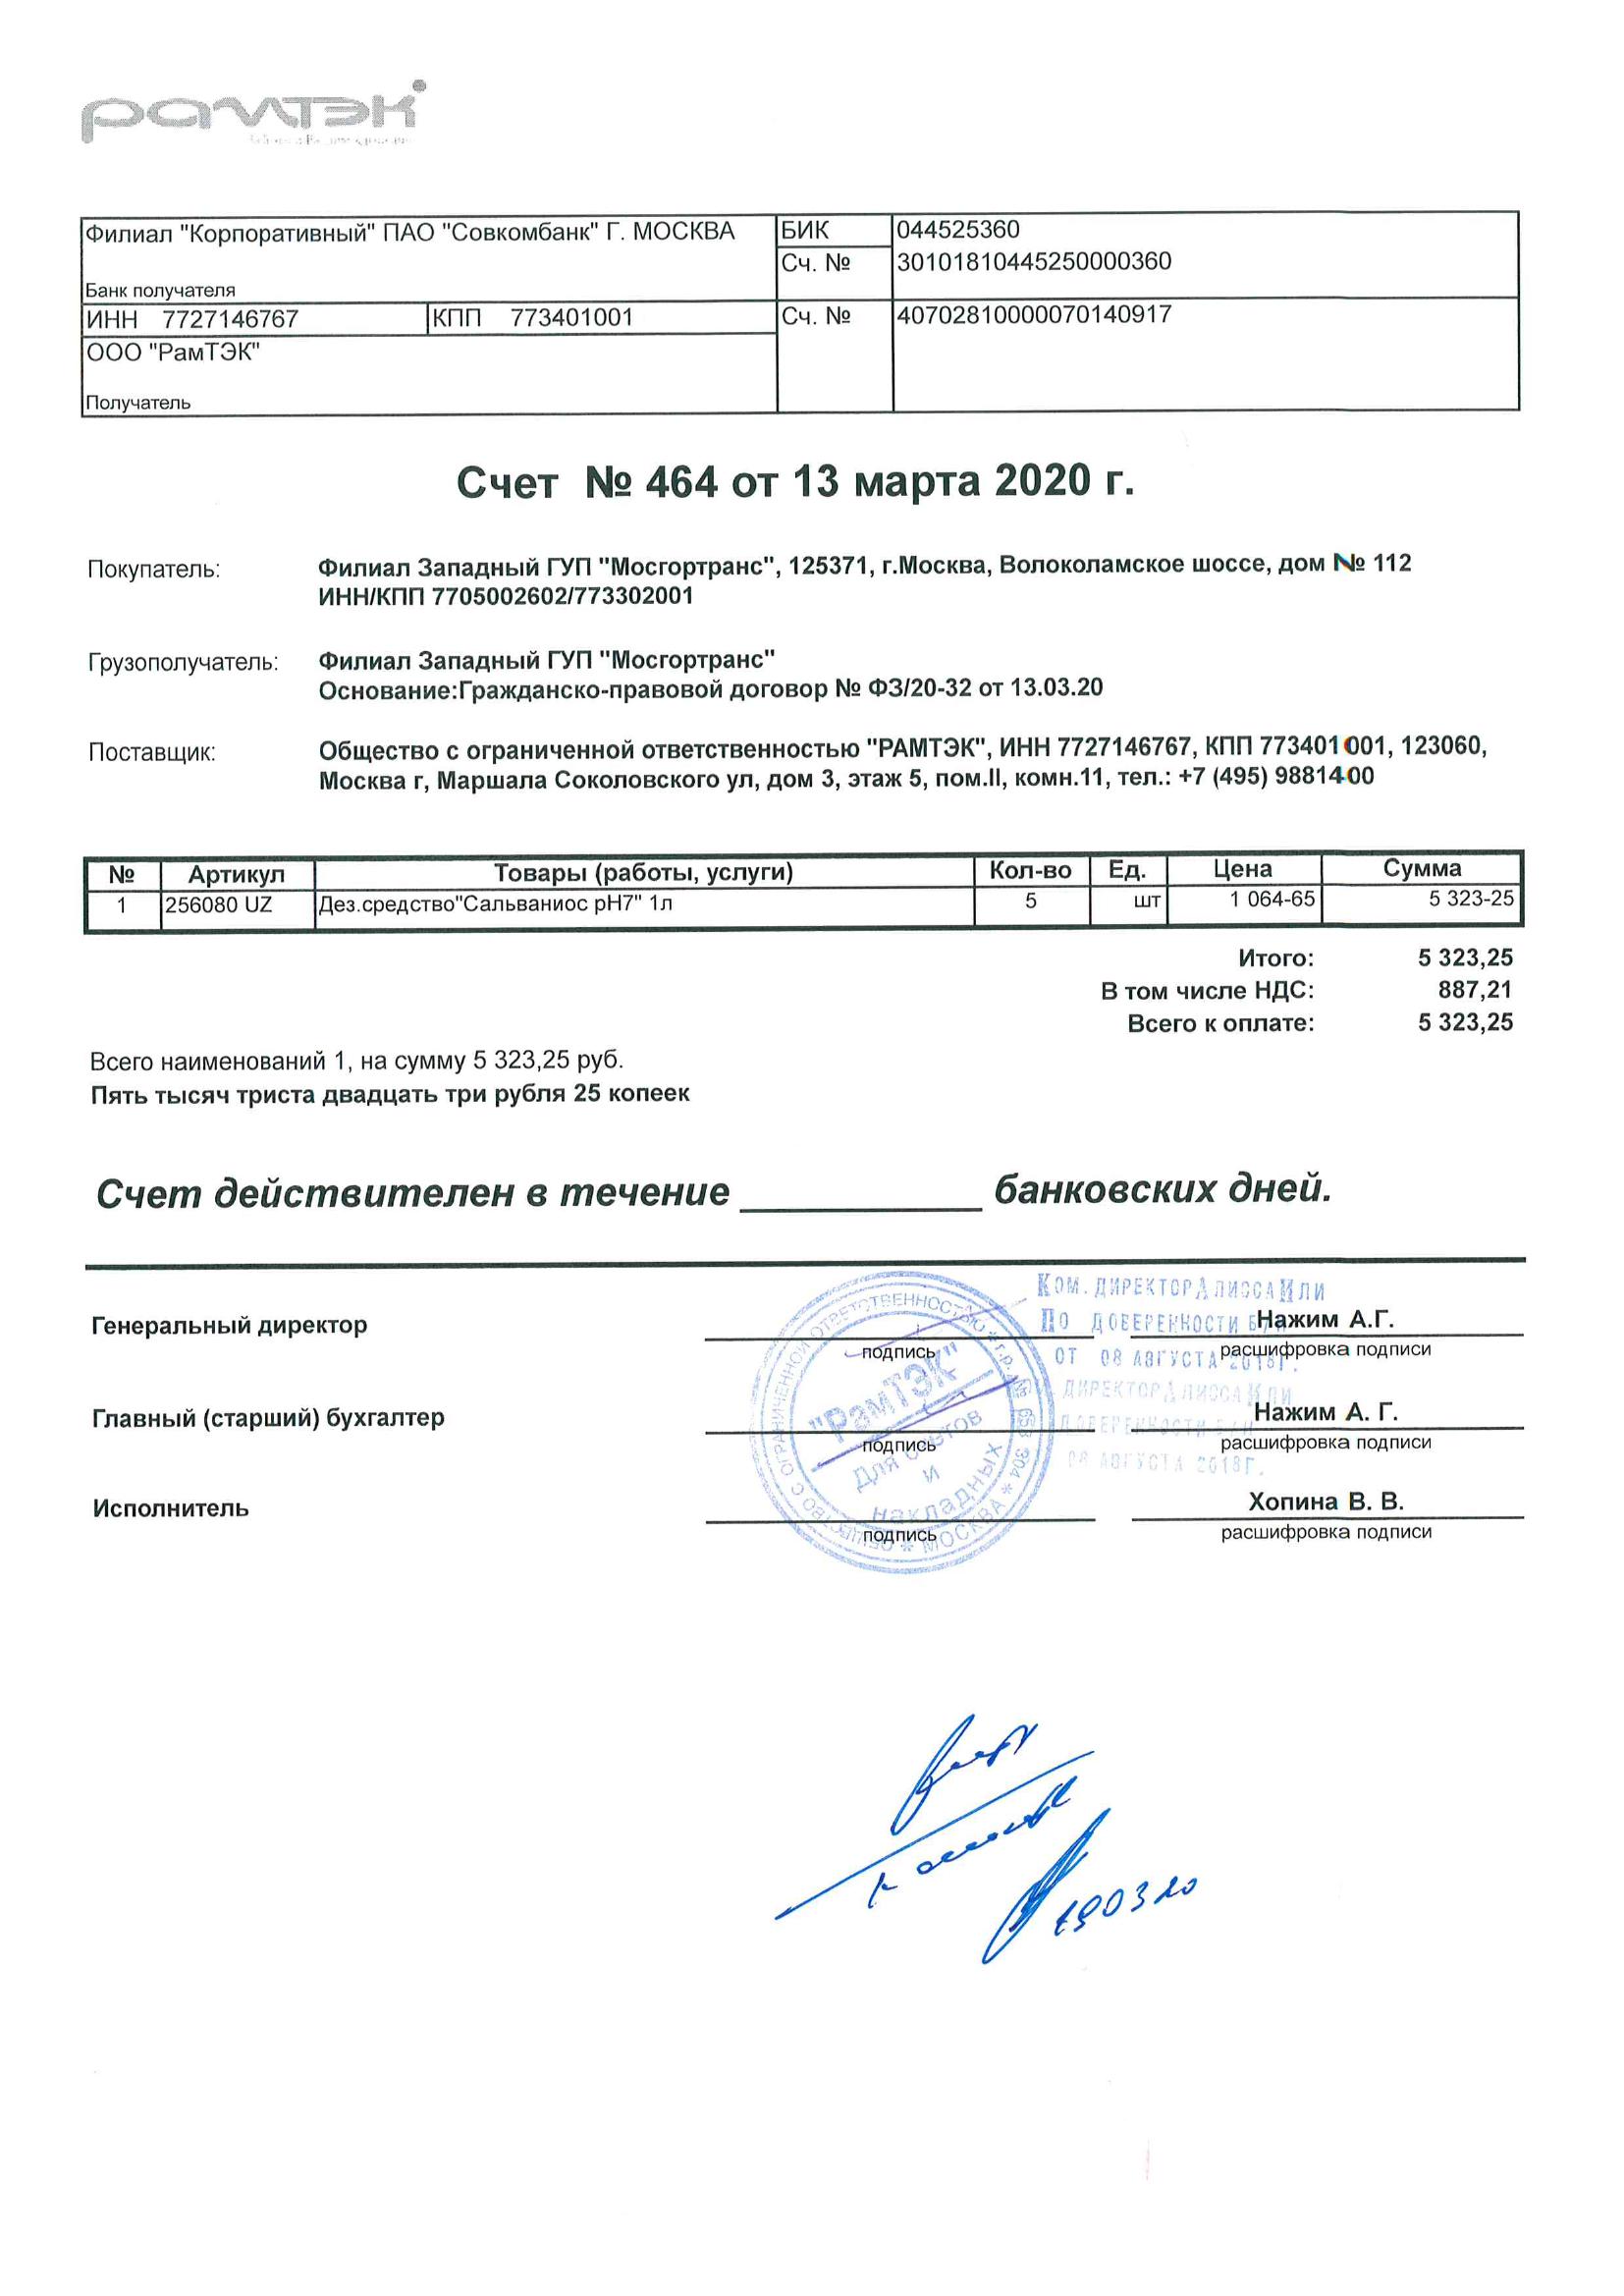 рамтэк
Филиал "Корпоративный" ПАО "Совкомбанк" Г. МОСКВА
БИК 044525360
Сч. № 30101810445250000360
Банк получателя
ИНН 7727146767 КПП 773401001 Сч. № 40702810000070140917
ООО "РамТЭК"
Получатель
Счет № 464 от 13 марта 2020 г.
Покупатель: Филиал Западный ГУП "Мосгортранс", 125371, г.Москва, Волоколамское шоссе, дом № 112
ИНН/КПП 7705002602/773302001
Грузополучатель: Филиал Западный ГУП "Мосгортранс"
Основание:Гражданско-правовой договор № ФЗ/20-32 от 13.03.20
Поставщик: Общество с ограниченной ответственностью "РАМТЭК", ИНН 7727146767, КПП 773401001, 123060,
Москва г, Маршала Соколовского ул, дом 3, этаж 5, пом.II, комн.11, тел.: +7 (495) 9881400
№ Артикул Товары (работы, услуги) Кол-во Ед. Цена Сумма
1 256080 UZ Дез.средство"Сальваниос pH7" 1л 5 шт 1 064-65 5 323-25
Итого: 5 323,25
В том числе НДС: 887,21
Всего к оплате: 5 323,25
Всего наименований 1, на сумму 5 323,25 руб.
Пять тысяч триста двадцать три рубля 25 копеек
Счет действителен в течение __________ банковских дней.
КОМ. ДИРЕКТОР АЛИССА ИЛИ
Генеральный директор ПО ДОВЕРЕННОСТИ Б/Н Нажим А.Г.
подпись расшифровка подписи
ОТ 08 АВГУСТА 2018Г.
ДИРЕКТОР АЛИССА ИЛИ
Главный (старший) бухгалтер Нажим А. Г.
ДОВЕРЕННОСТИ Б/Н
подпись расшифровка подписи
08 АВГУСТА 2018Г.
Исполнитель Хопина В. В.
подпись расшифровка подписи
ОБЩЕСТВО С ОГРАНИ�ченНОЙ ОТВЕТСТВЕННОСТЬЮ
"РамТЭК"
Для счетов
и
накладных
* МОСКВА *
190320